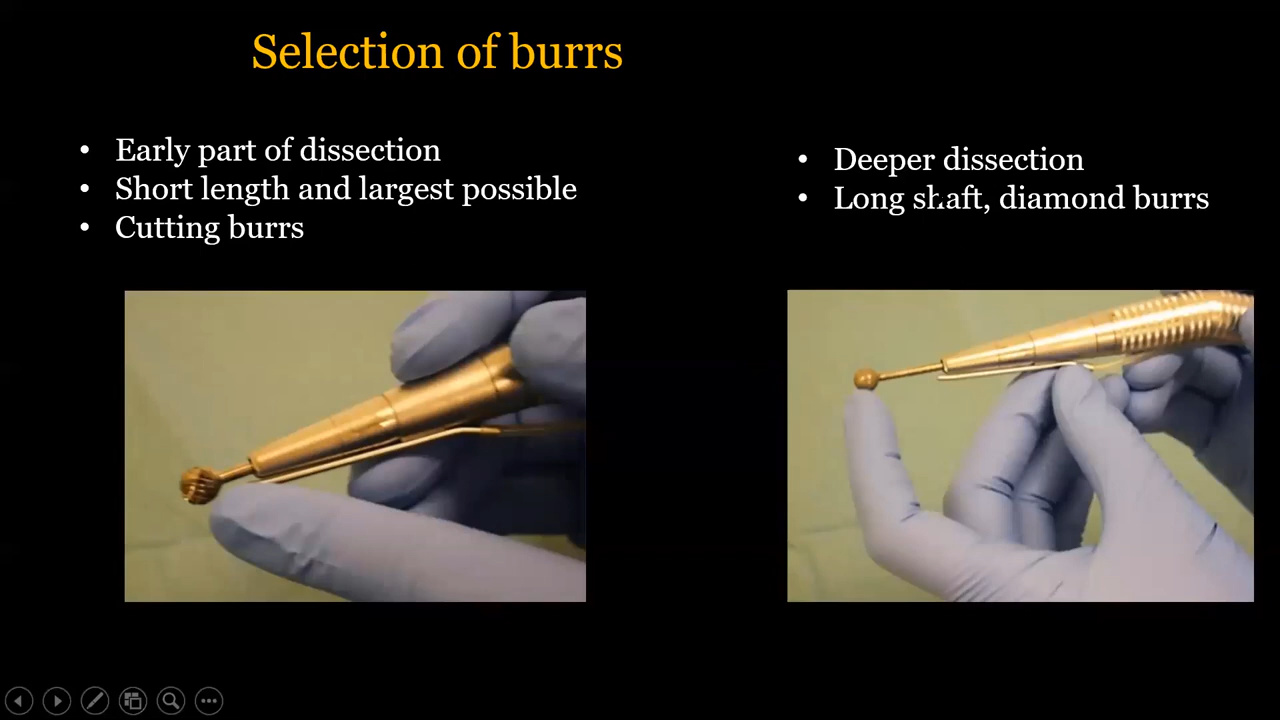 Selection of burrs
• Early part of dissection
• Short length and largest possible
• Cutting burrs
• Deeper dissection
• Long shaft, diamond burrs